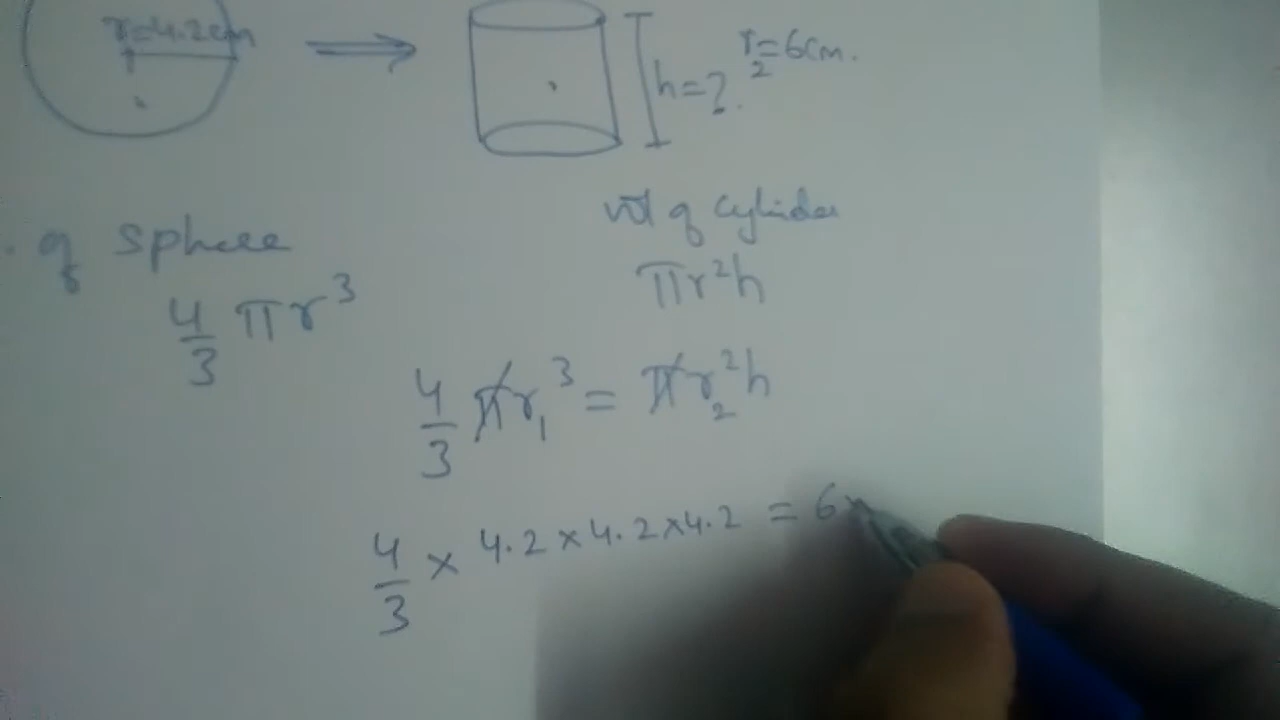 r=4.2cm
h=?
r₂=6cm.
. of sphere
vol of cylinder
4/3 πr³
πr²h
4/3 πr₁³ = πr₂²h
4/3 × 4.2×4.2×4.2 = 6×